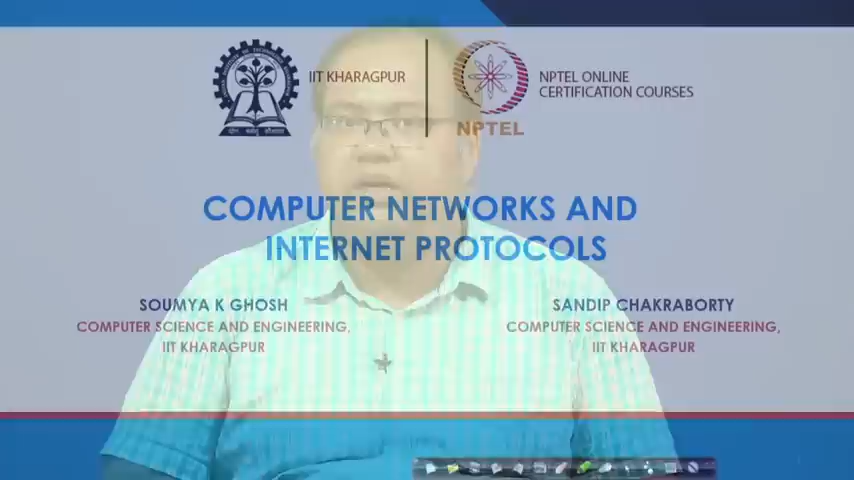 IIT KHARAGPUR
NPTEL ONLINE
CERTIFICATION COURSES
NPTEL
COMPUTER NETWORKS AND
INTERNET PROTOCOLS
SOUMYA K GHOSH
COMPUTER SCIENCE AND ENGINEERING,
IIT KHARAGPUR
SANDIP CHAKRABORTY
COMPUTER SCIENCE AND ENGINEERING,
IIT KHARAGPUR